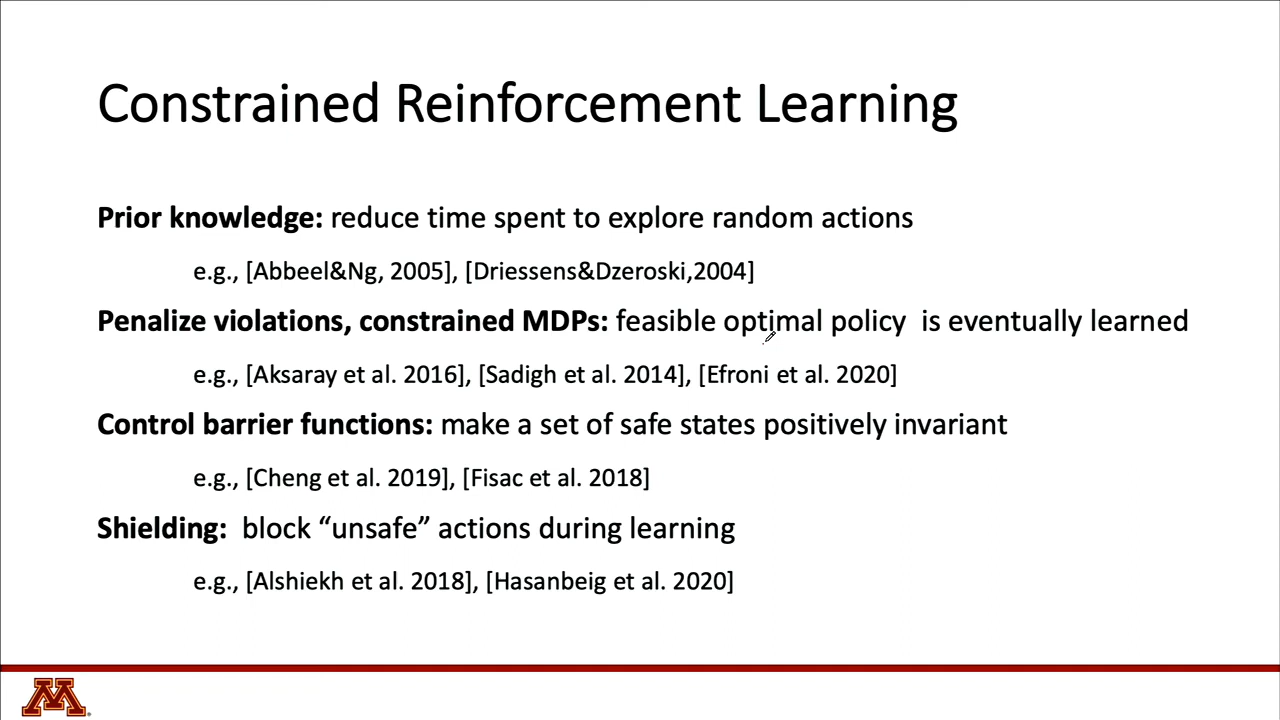 Constrained Reinforcement Learning
Prior knowledge: reduce time spent to explore random actions
e.g., [Abbeel&Ng, 2005], [Driessens&Dzeroski,2004]
Penalize violations, constrained MDPs: feasible optimal policy  is eventually learned
e.g., [Aksaray et al. 2016], [Sadigh et al. 2014], [Efroni et al. 2020]
Control barrier functions: make a set of safe states positively invariant
e.g., [Cheng et al. 2019], [Fisac et al. 2018]
Shielding:  block “unsafe” actions during learning
e.g., [Alshiekh et al. 2018], [Hasanbeig et al. 2020]
M